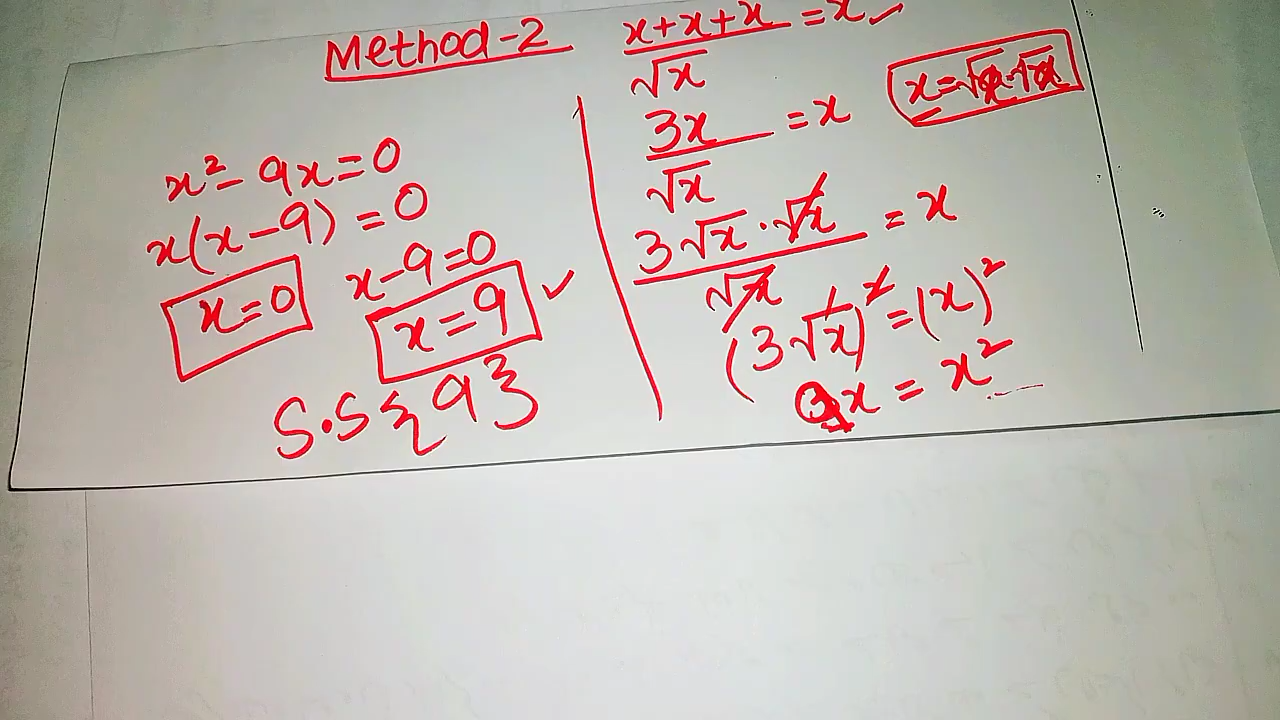 Method-2
x+x+x/√x = x ✓
3x/√x = x
x=√x·√x
3√x·√x/√x = x
(3√x)² = (x)²
9x = x²
x² - 9x = 0
x(x-9) = 0
x-9=0
x=0
x=9 ✓
S.S {9}